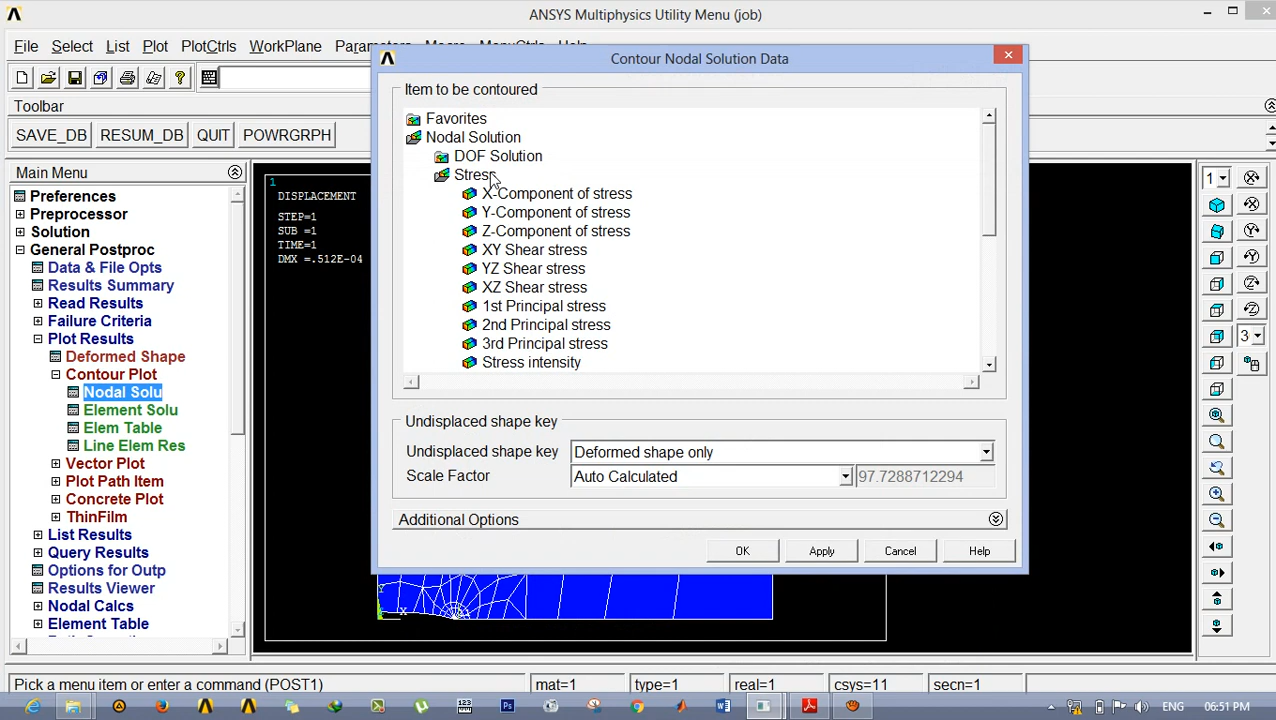 ANSYS Multiphysics Utility Menu (job)
File Select List Plot PlotCtrls WorkPlane
Toolbar
SAVE_DB RESUM_DB QUIT POWRGRPH
Main Menu
Preferences
Preprocessor
Solution
General Postproc
Data & File Opts
Results Summary
Read Results
Failure Criteria
Plot Results
Deformed Shape
Contour Plot
Nodal Solu
Element Solu
Elem Table
Line Elem Res
Vector Plot
Plot Path Item
Concrete Plot
ThinFilm
List Results
Query Results
Options for Outp
Results Viewer
Nodal Calcs
Element Table
1
DISPLACEMENT
STEP=1
SUB =1
TIME=1
DMX =.512E-04
Contour Nodal Solution Data
Item to be contoured
Favorites
Nodal Solution
DOF Solution
Stress
X-Component of stress
Y-Component of stress
Z-Component of stress
XY Shear stress
YZ Shear stress
XZ Shear stress
1st Principal stress
2nd Principal stress
3rd Principal stress
Stress intensity
Undisplaced shape key
Undisplaced shape key Deformed shape only
Scale Factor Auto Calculated 97.7288712294
Additional Options
OK Apply Cancel Help
Y
X
1
3
Pick a menu item or enter a command (POST1) mat=1 type=1 real=1 csys=11 secn=1
ENG 06:51 PM